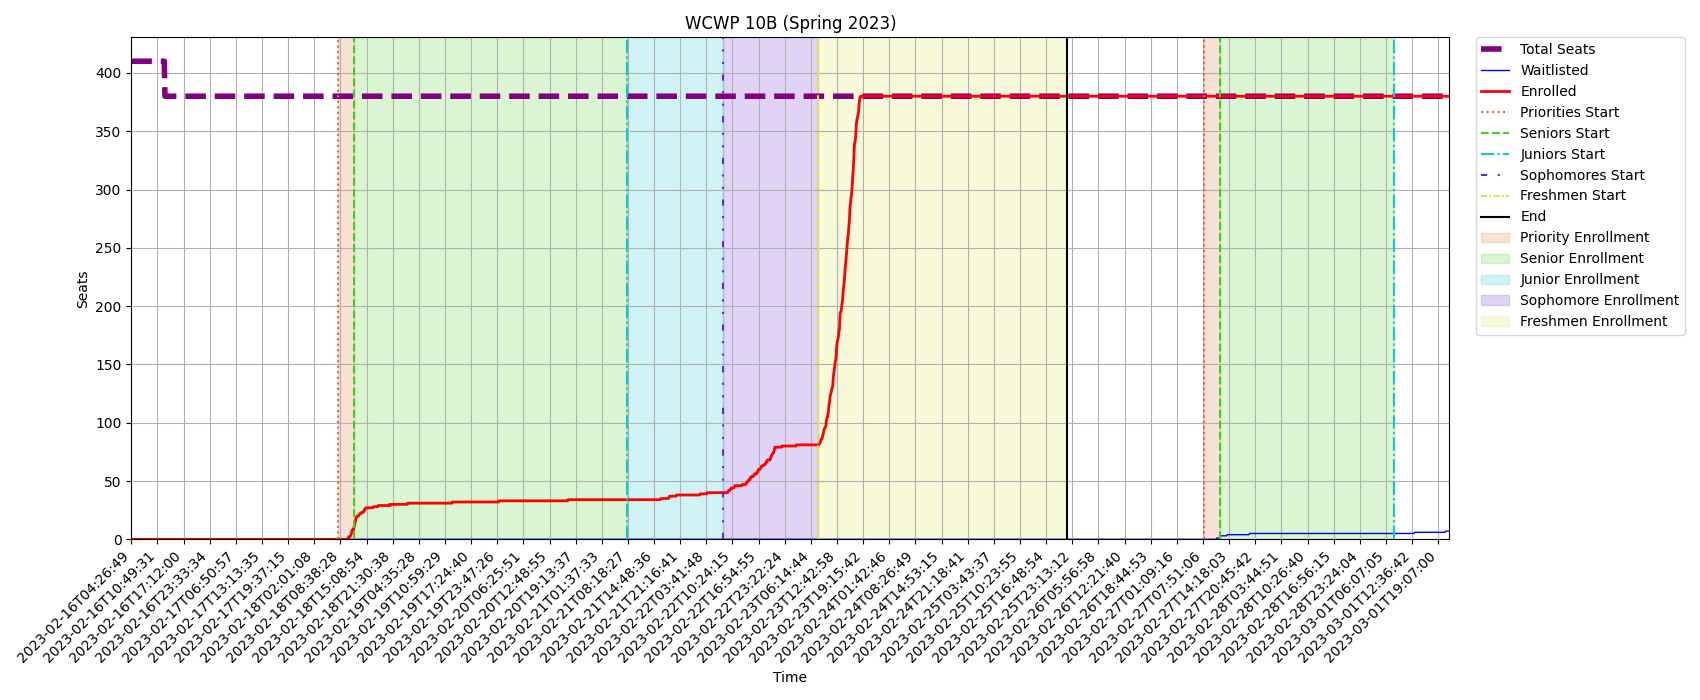 WCWP 10B (Spring 2023)
Total Seats
Waitlisted
Enrolled
Priorities Start
Seniors Start
Juniors Start
Sophomores Start
Freshmen Start
End
Priority Enrollment
Senior Enrollment
Junior Enrollment
Sophomore Enrollment
Freshmen Enrollment
Seats
400
350
300
250
200
150
100
50
0
2023-02-16T04:26:49
2023-02-16T10:49:31
2023-02-16T17:12:00
2023-02-16T23:33:34
2023-02-17T06:50:57
2023-02-17T13:13:35
2023-02-17T19:37:15
2023-02-18T02:01:08
2023-02-18T08:38:28
2023-02-18T15:08:54
2023-02-18T21:30:38
2023-02-19T04:35:28
2023-02-19T10:59:29
2023-02-19T17:24:40
2023-02-19T23:47:26
2023-02-20T06:25:51
2023-02-20T12:48:55
2023-02-20T19:13:37
2023-02-21T01:37:33
2023-02-21T08:18:27
2023-02-21T14:48:36
2023-02-21T21:16:41
2023-02-22T03:41:48
2023-02-22T10:24:15
2023-02-22T16:54:55
2023-02-22T23:22:24
2023-02-23T06:14:44
2023-02-23T12:42:58
2023-02-23T19:15:42
2023-02-24T01:42:46
2023-02-24T08:26:49
2023-02-24T14:53:15
2023-02-24T21:18:41
2023-02-25T03:43:37
2023-02-25T10:23:55
2023-02-25T16:48:54
2023-02-25T23:13:12
2023-02-26T05:56:58
2023-02-26T12:21:40
2023-02-26T18:44:53
2023-02-27T01:09:16
2023-02-27T07:51:06
2023-02-27T14:18:03
2023-02-27T20:45:42
2023-02-28T03:44:51
2023-02-28T10:26:40
2023-02-28T16:56:15
2023-02-28T23:24:04
2023-03-01T06:07:05
2023-03-01T12:36:42
2023-03-01T19:07:00
Time